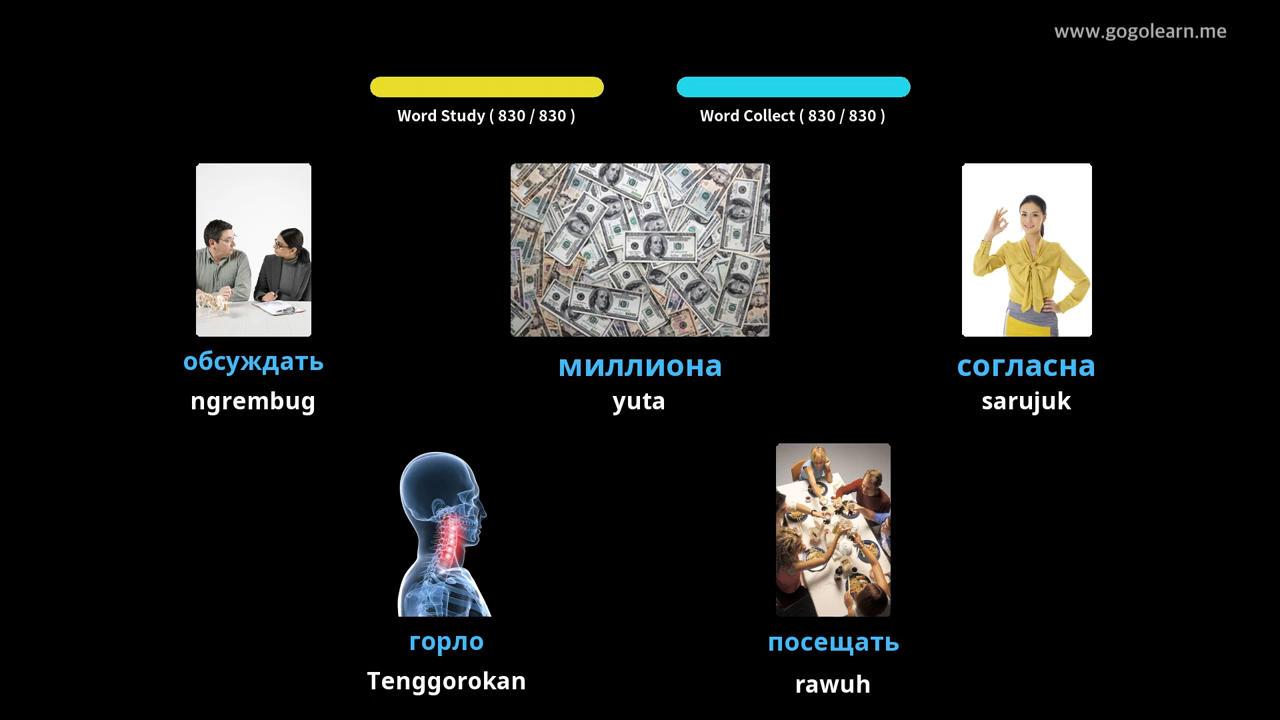 www.gogolearn.me
Word Study ( 830 / 830 )
Word Collect ( 830 / 830 )
обсуждать
ngrembug
миллиона
yuta
согласна
sarujuk
горло
Tenggorokan
посещать
rawuh